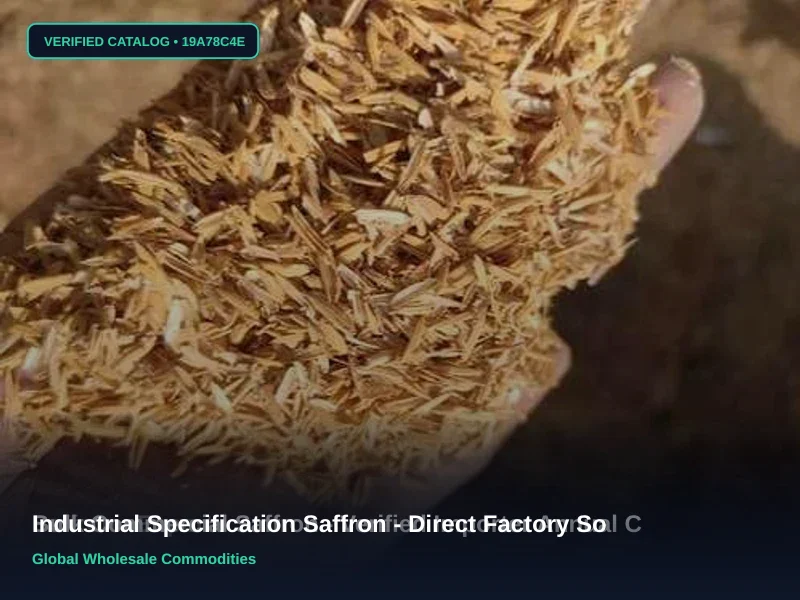 VERIFIED CATALOG • 19A78C4E
Industrial Specification Saffron - Direct Factory So
Global Wholesale Commodities